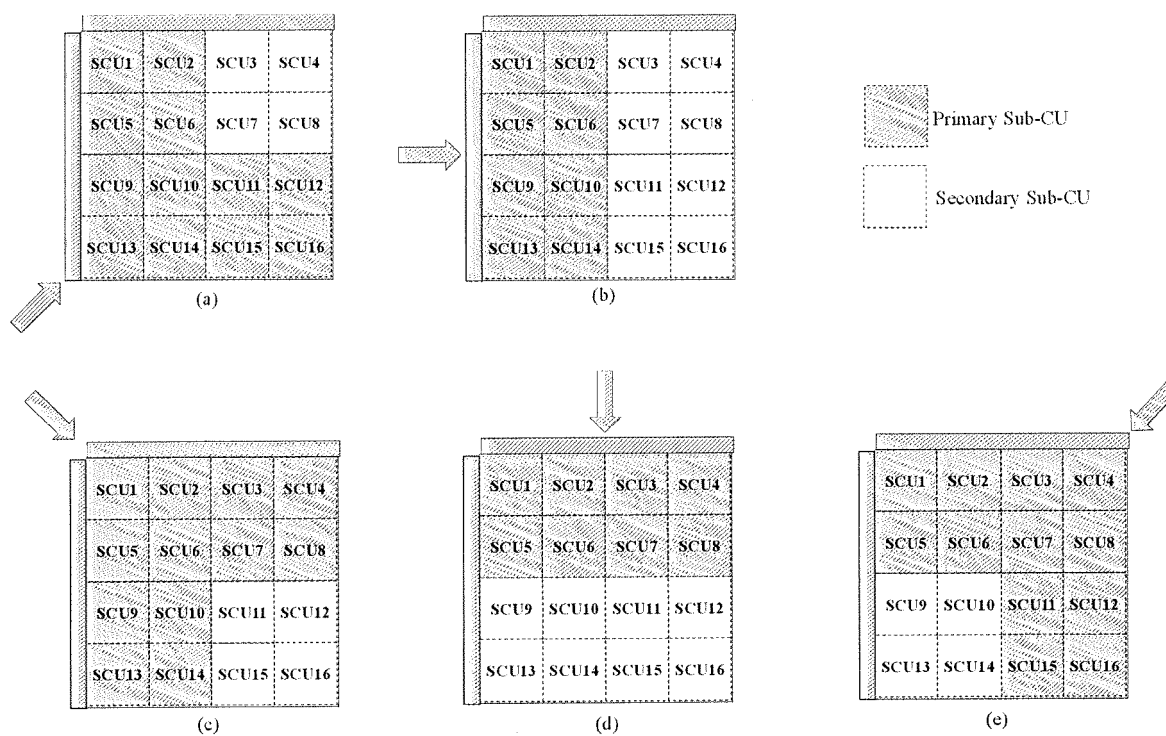 SCU1 SCU2 SCU3 SCU4
SCU5 SCU6 SCU7 SCU8
SCU9 SCU10 SCU11 SCU12
SCU13 SCU14 SCU15 SCU16
(a)
SCU1 SCU2 SCU3 SCU4
SCU5 SCU6 SCU7 SCU8
SCU9 SCU10 SCU11 SCU12
SCU13 SCU14 SCU15 SCU16
(b)
Primary Sub-CU
Secondary Sub-CU
SCU1 SCU2 SCU3 SCU4
SCU5 SCU6 SCU7 SCU8
SCU9 SCU10 SCU11 SCU12
SCU13 SCU14 SCU15 SCU16
(c)
SCU1 SCU2 SCU3 SCU4
SCU5 SCU6 SCU7 SCU8
SCU9 SCU10 SCU11 SCU12
SCU13 SCU14 SCU15 SCU16
(d)
SCU1 SCU2 SCU3 SCU4
SCU5 SCU6 SCU7 SCU8
SCU9 SCU10 SCU11 SCU12
SCU13 SCU14 SCU15 SCU16
(e)